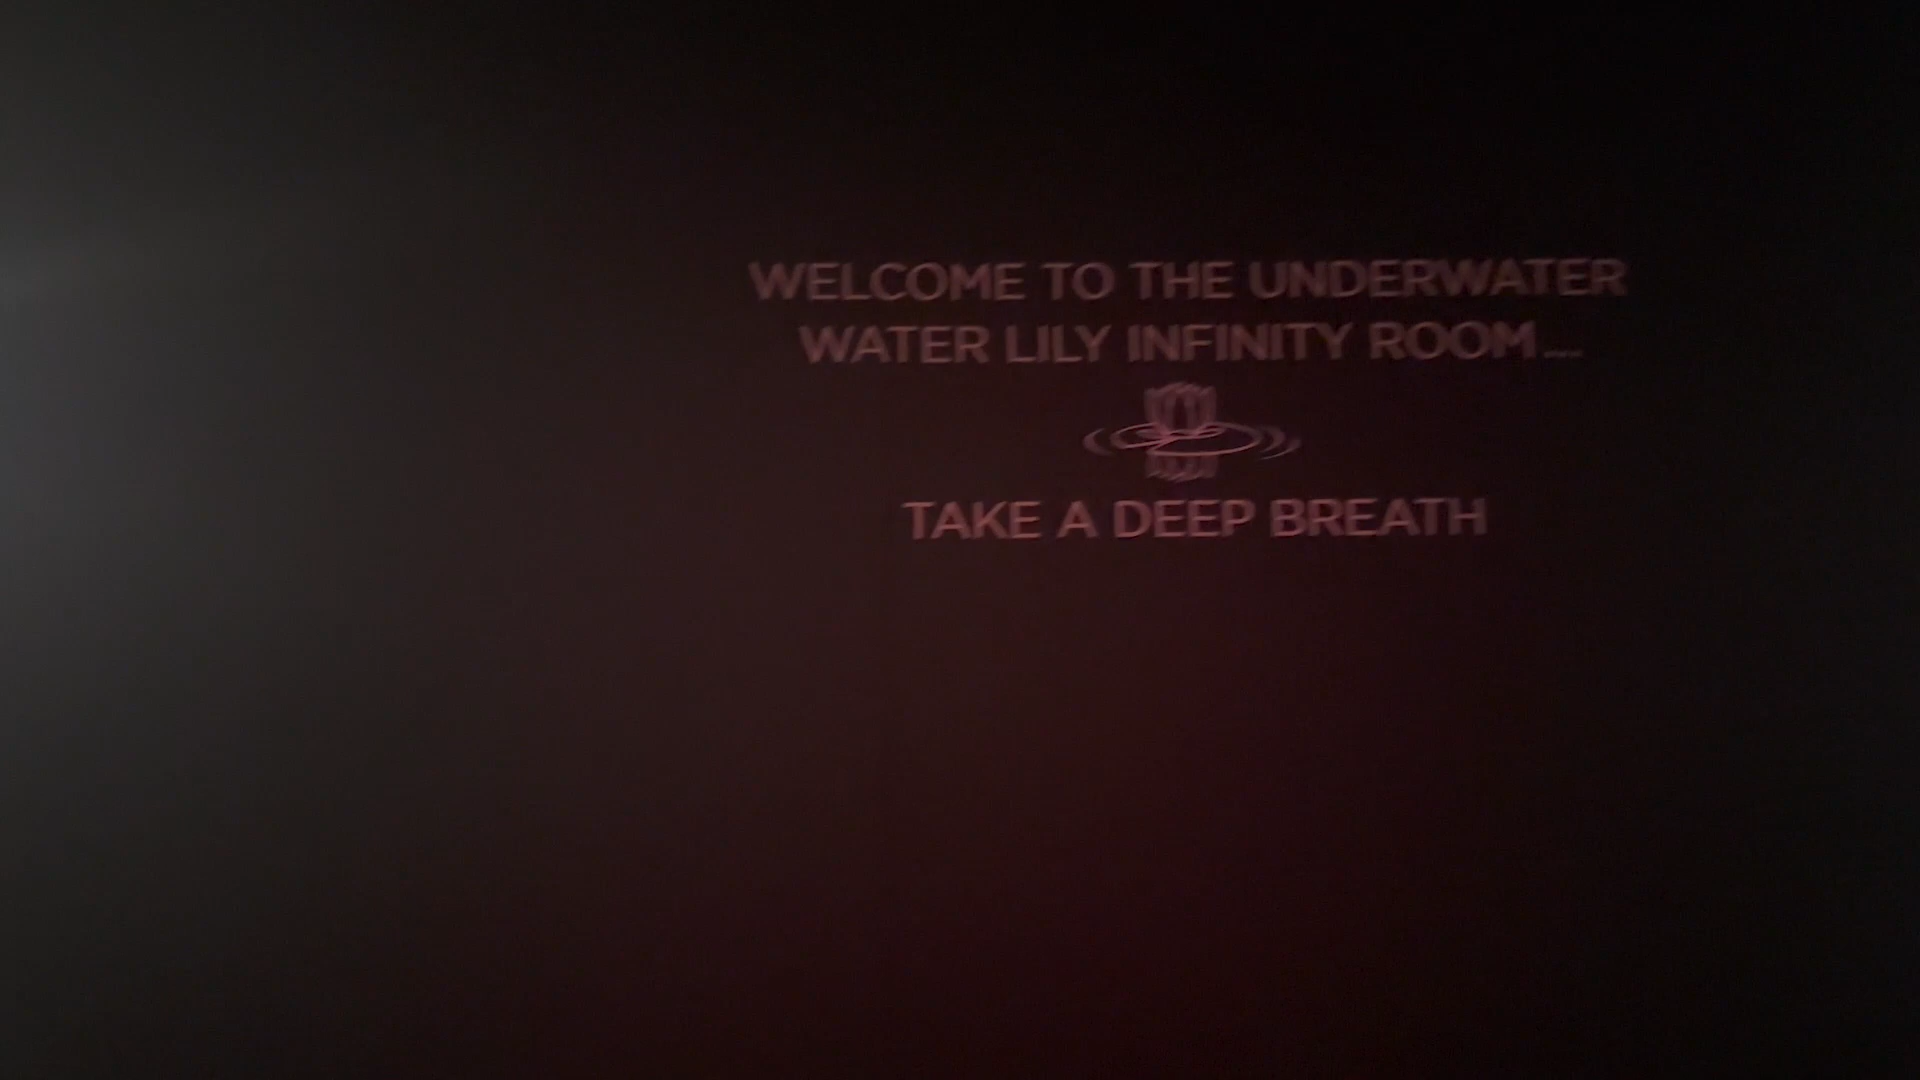 WELCOME TO THE UNDERWATER
WATER LILY INFINITY ROOM...
TAKE A DEEP BREATH